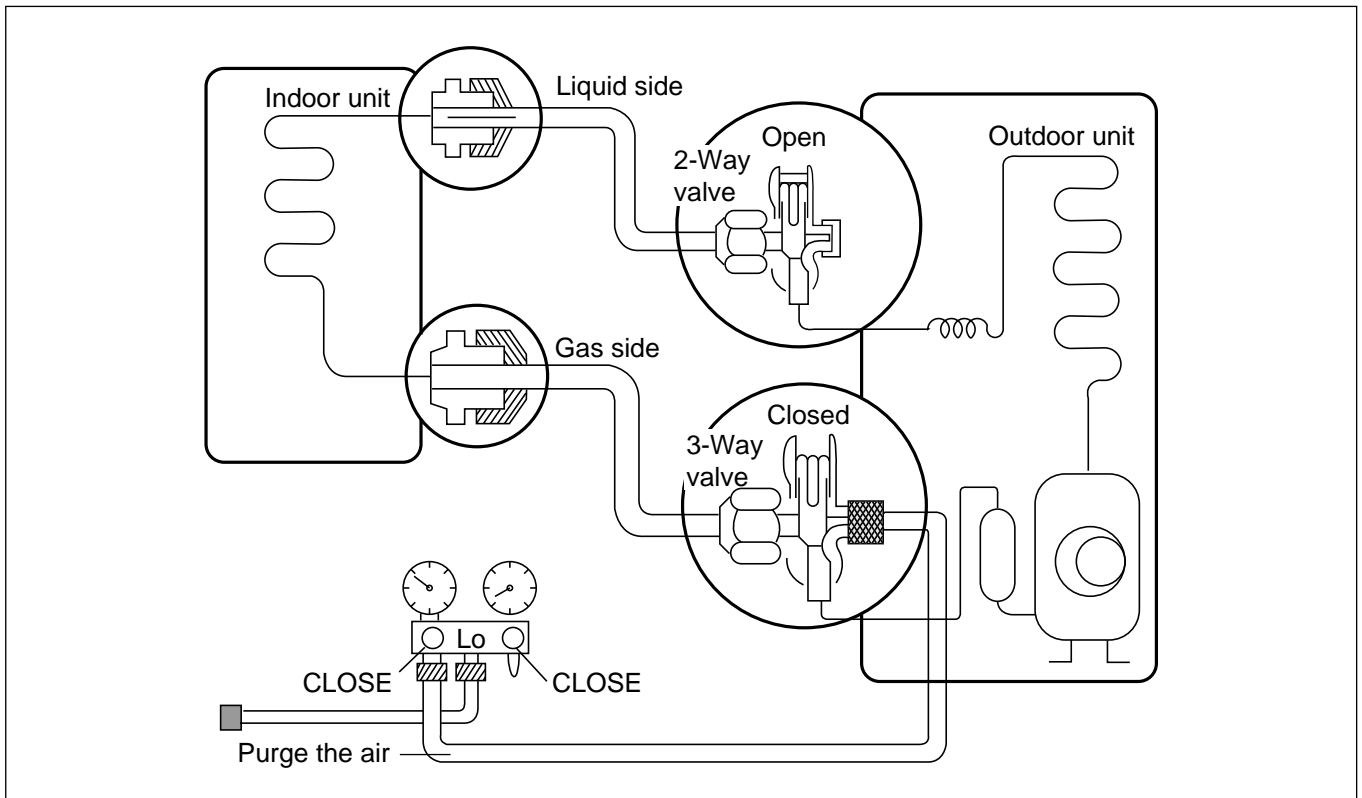 Indoor unit
Liquid side
Open
2-Way
valve
Outdoor unit
Gas side
Closed
3-Way
valve
Lo
CLOSE
CLOSE
Purge the air